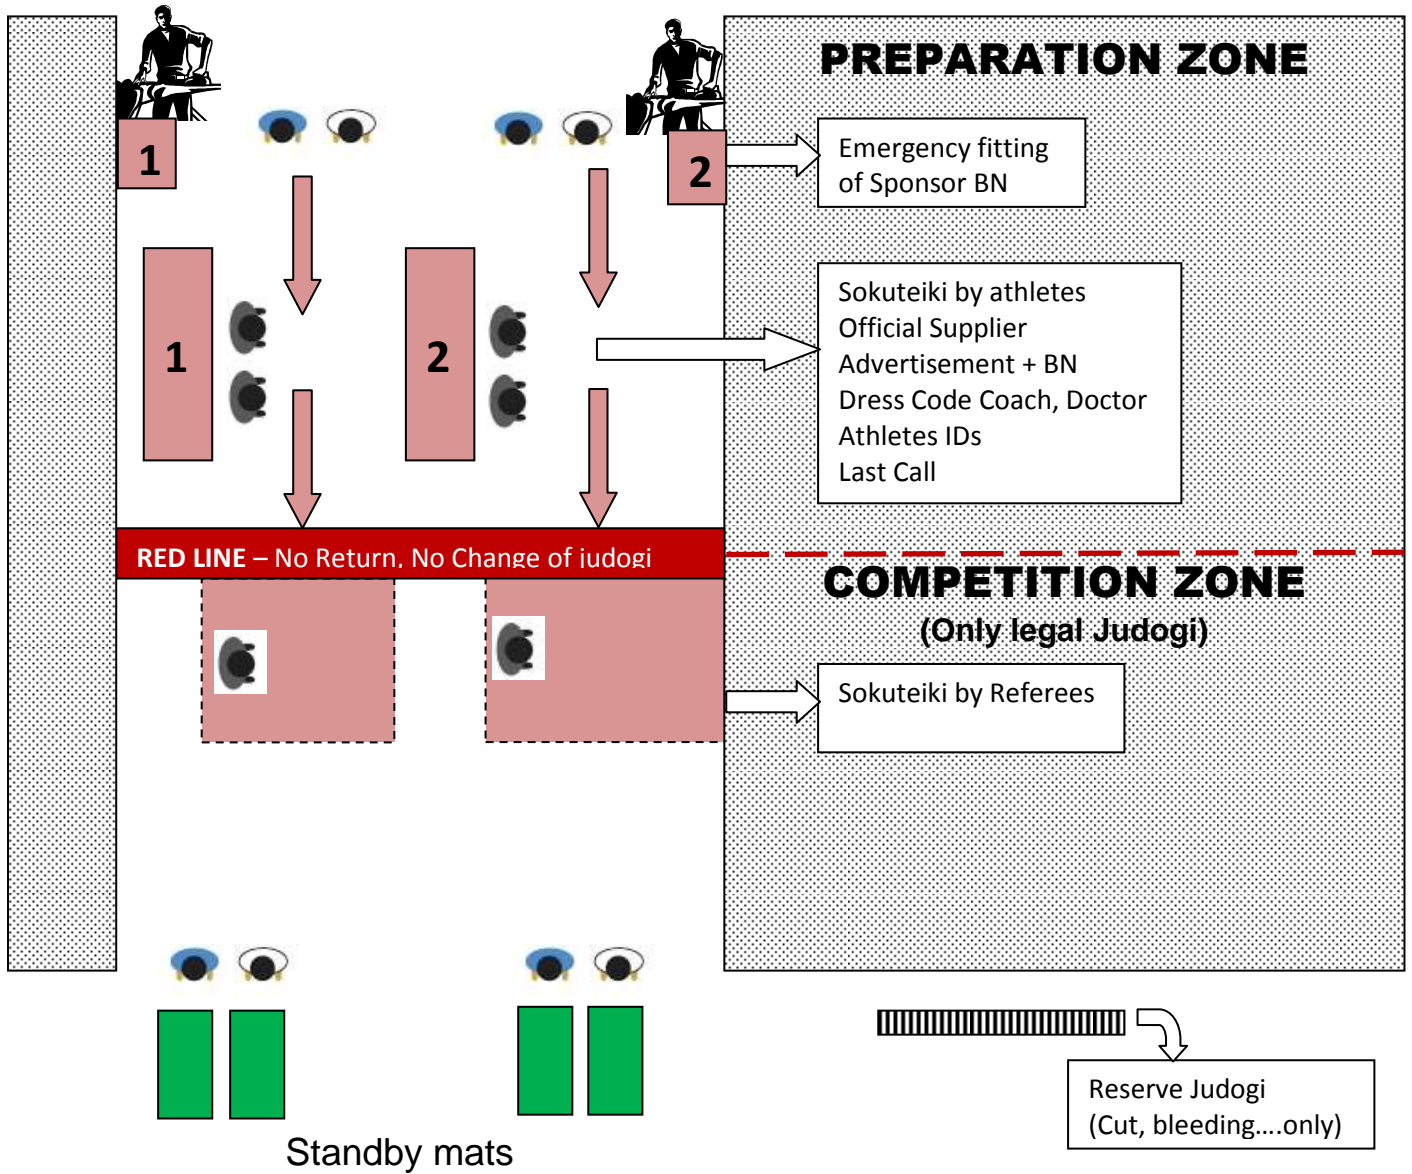 PREPARATION ZONE
1
2
Emergency fitting
of Sponsor BN
1
2
Sokuteiki by athletes
Official Supplier
Advertisement + BN
Dress Code Coach, Doctor
Athletes IDs
Last Call
RED LINE – No Return, No Change of judogi
COMPETITION ZONE
(Only legal Judogi)
Sokuteiki by Referees
Reserve Judogi
(Cut, bleeding....only)
Standby mats